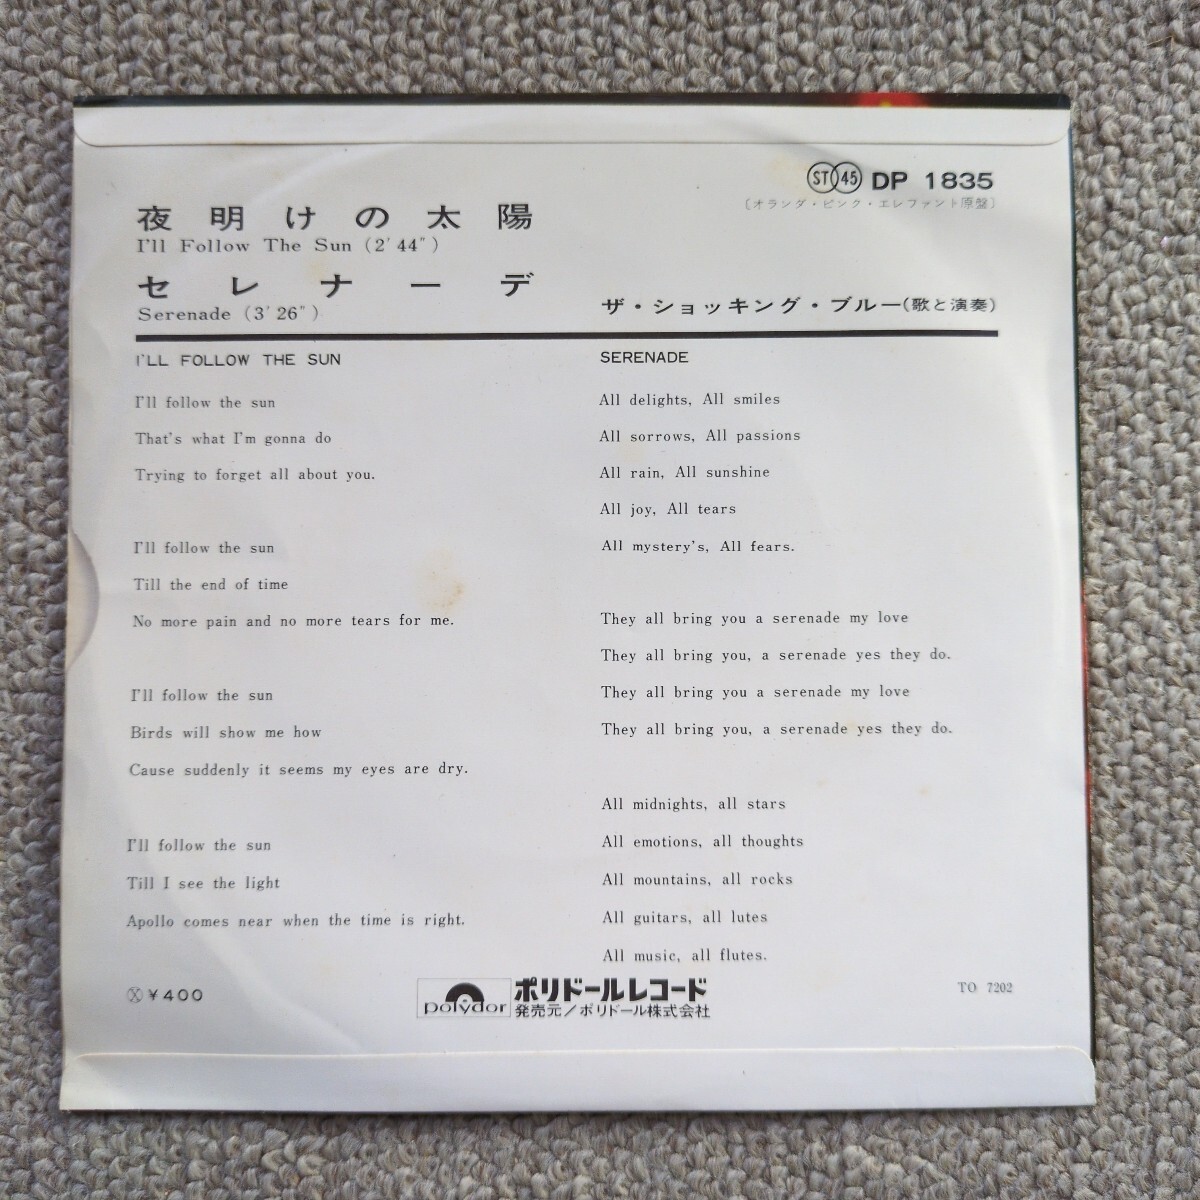 ST 45 DP 1835
〔オランダ・ピンク・エレファント原盤〕
夜明けの太陽
I'll Follow The Sun (2'44")
セレナーデ
Serenade (3'26")
ザ・ショッキング・ブルー(歌と演奏)
I'LL FOLLOW THE SUN
I'll follow the sun
That's what I'm gonna do
Trying to forget all about you.
I'll follow the sun
Till the end of time
No more pain and no more tears for me.
I'll follow the sun
Birds will show me how
Cause suddenly it seems my eyes are dry.
I'll follow the sun
Till I see the light
Apollo comes near when the time is right.
SERENADE
All delights, All smiles
All sorrows, All passions
All rain, All sunshine
All joy, All tears
All mystery's, All fears.
They all bring you a serenade my love
They all bring you, a serenade yes they do.
They all bring you a serenade my love
They all bring you, a serenade yes they do.
All midnights, all stars
All emotions, all thoughts
All mountains, all rocks
All guitars, all lutes
All music, all flutes.
Ⓧ ¥400
polydor
ポリドールレコード
発売元/ポリドール株式会社
TO 7202